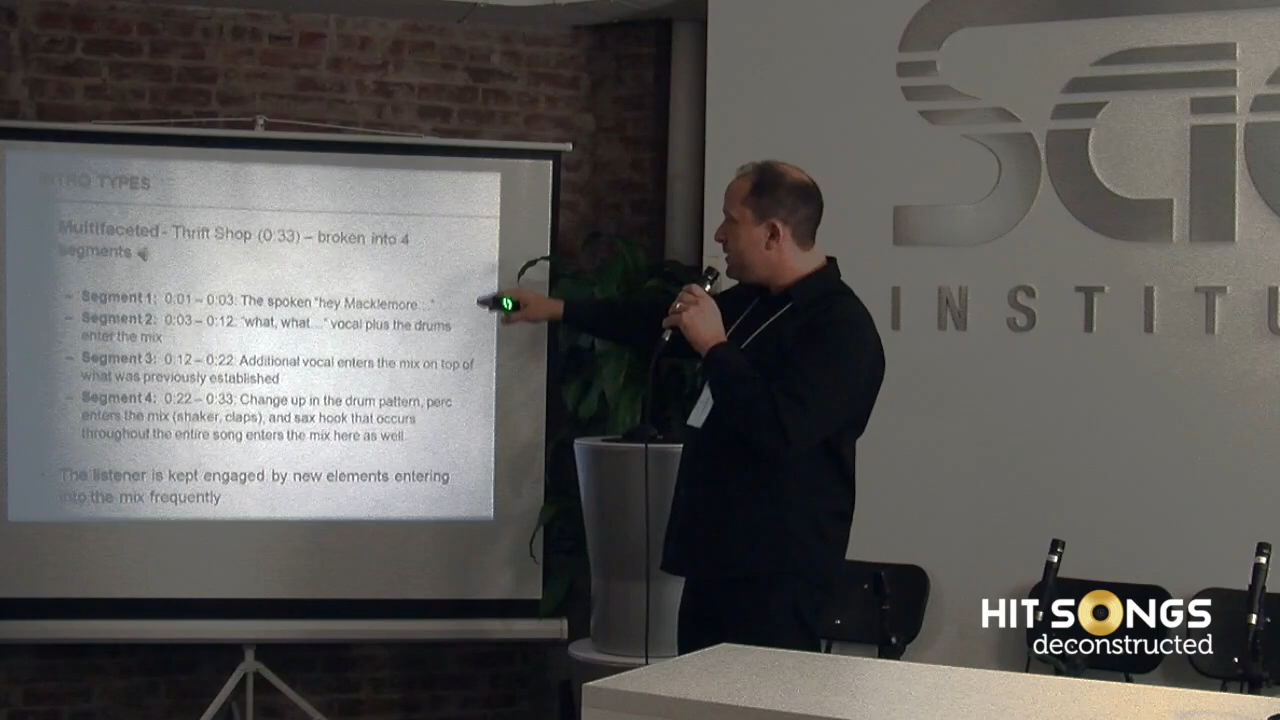 INTRO TYPES
Multifaceted - Thrift Shop (0:33) – broken into 4
segments
– Segment 1: 0:01 – 0:03: The spoken "hey Macklemore…"
– Segment 2: 0:03 – 0:12: "what, what…" vocal plus the drums
enter the mix
– Segment 3: 0:12 – 0:22: Additional vocal enters the mix on top of
what was previously established
– Segment 4: 0:22 – 0:33: Change up in the drum pattern, perc
enters the mix (shaker, claps), and sax hook that occurs
throughout the entire song enters the mix here as well.
The listener is kept engaged by new elements entering
into the mix frequently
INSTITU
HIT SONGS
deconstructed